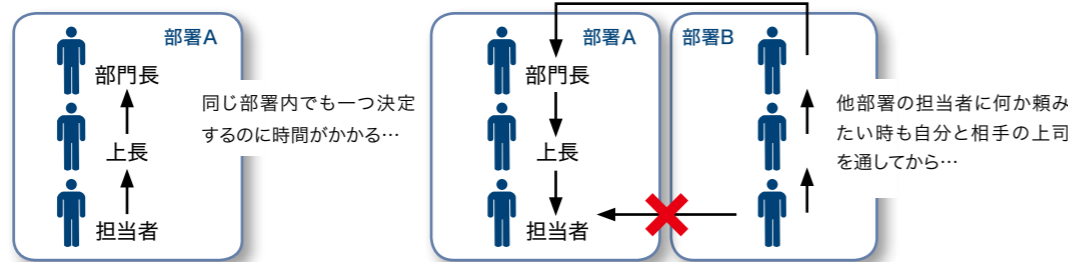 部署A
部門長
上長
担当者
同じ部署内でも一つ決定
するのに時間がかかる…
部署A
部門長
上長
担当者
部署B
他部署の担当者に何か頼み
たい時も自分と相手の上司
を通してから…